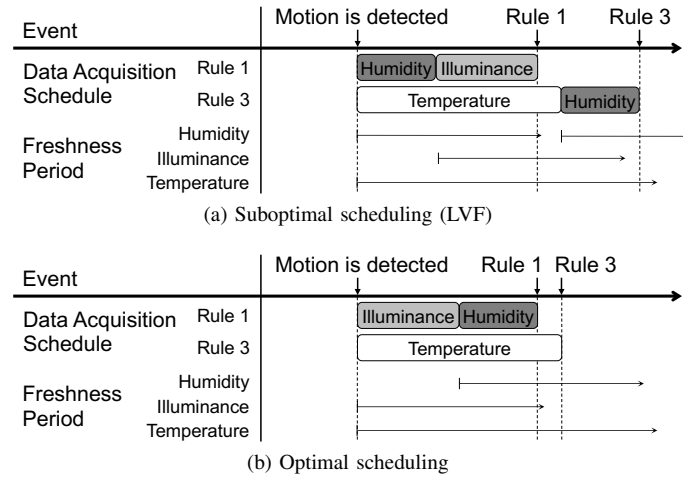 Motion is detected Rule 1 Rule 3
Event
Data Acquisition Schedule
Rule 1 Humidity Illuminance
Rule 3 Temperature Humidity
Freshness Period
Humidity
Illuminance
Temperature
(a) Suboptimal scheduling (LVF)
Motion is detected Rule 1 Rule 3
Event
Data Acquisition Schedule
Rule 1 Illuminance Humidity
Rule 3 Temperature
Freshness Period
Humidity
Illuminance
Temperature
(b) Optimal scheduling